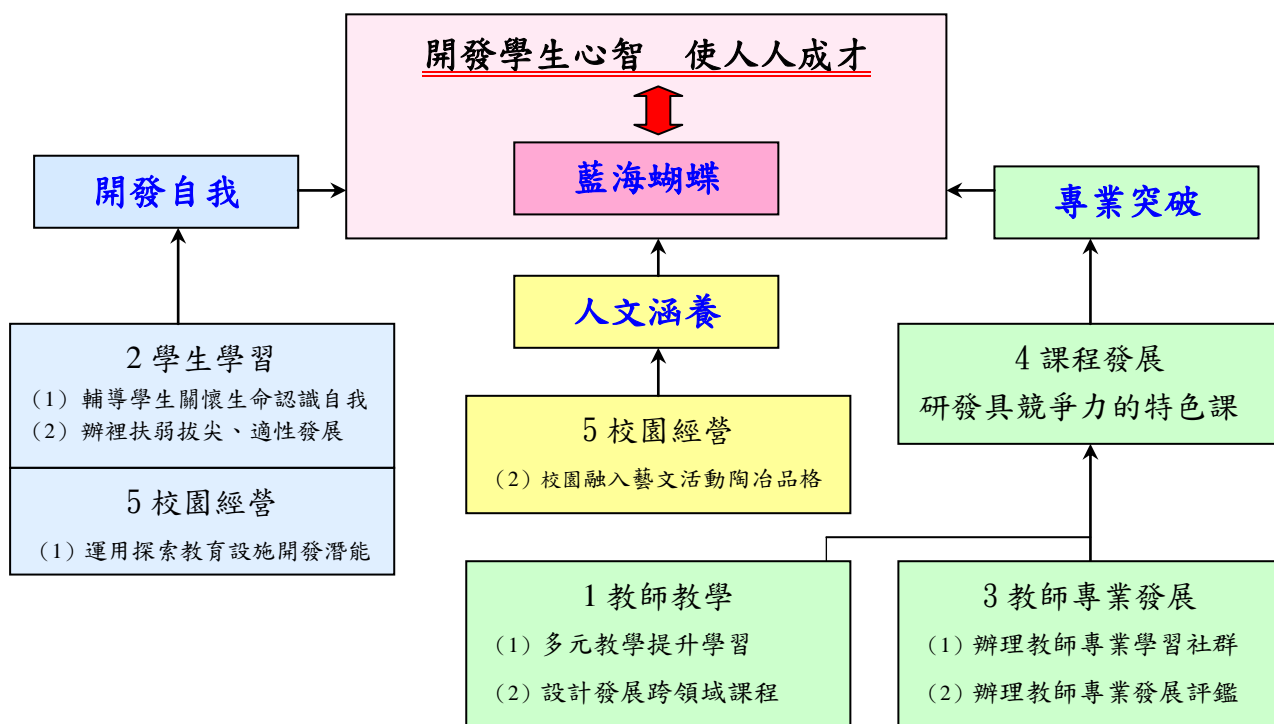 開發學生心智　使人人成才
藍海蝴蝶
開發自我
專業突破
人文涵養
2 學生學習
（1）輔導學生關懷生命認識自我
（2）辦裡扶弱拔尖、適性發展
5 校園經營
（1）運用探索教育設施開發潛能
5 校園經營
（2）校園融入藝文活動陶冶品格
4 課程發展
研發具競爭力的特色課
1 教師教學
（1）多元教學提升學習
（2）設計發展跨領域課程
3 教師專業發展
（1）辦理教師專業學習社群
（2）辦理教師專業發展評鑑